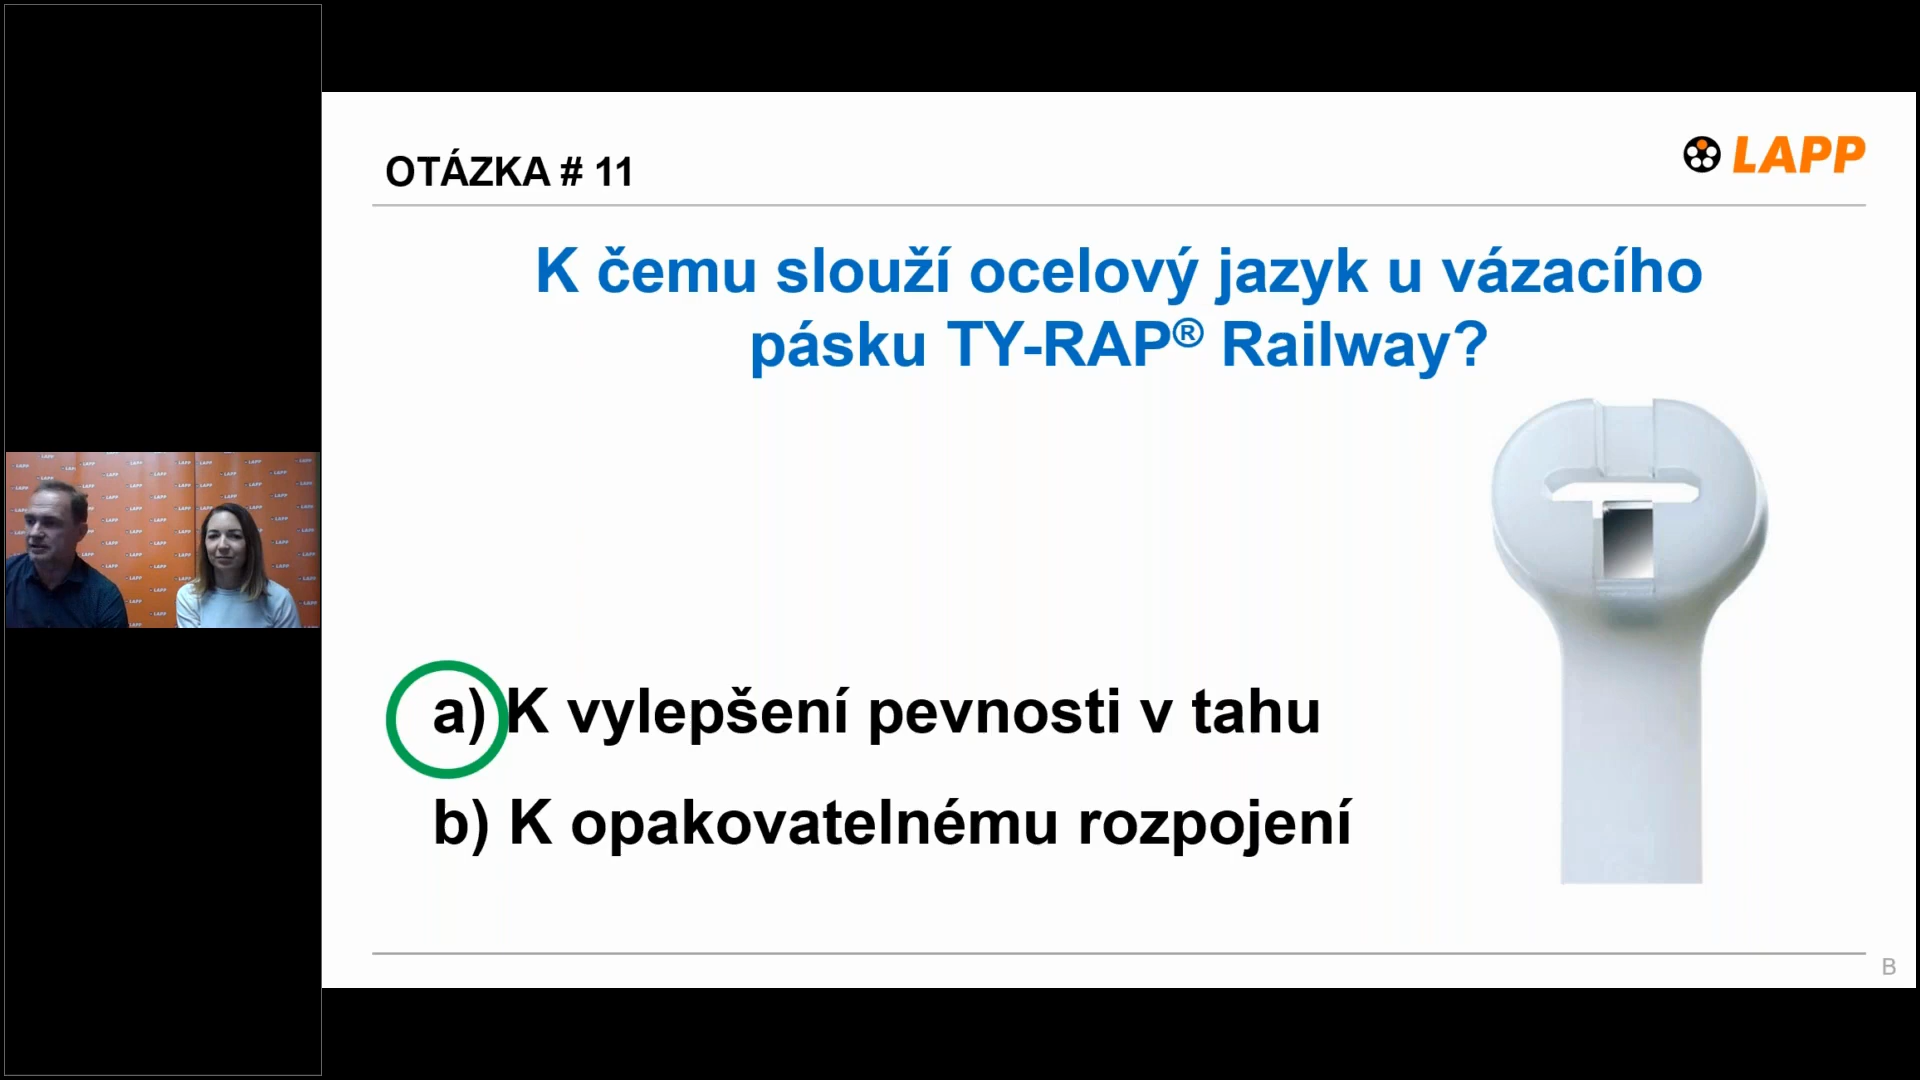 OTÁZKA # 11
LAPP
K čemu slouží ocelový jazyk u vázacího
pásku TY-RAP® Railway?
a) K vylepšení pevnosti v tahu
b) K opakovatelnému rozpojení
B